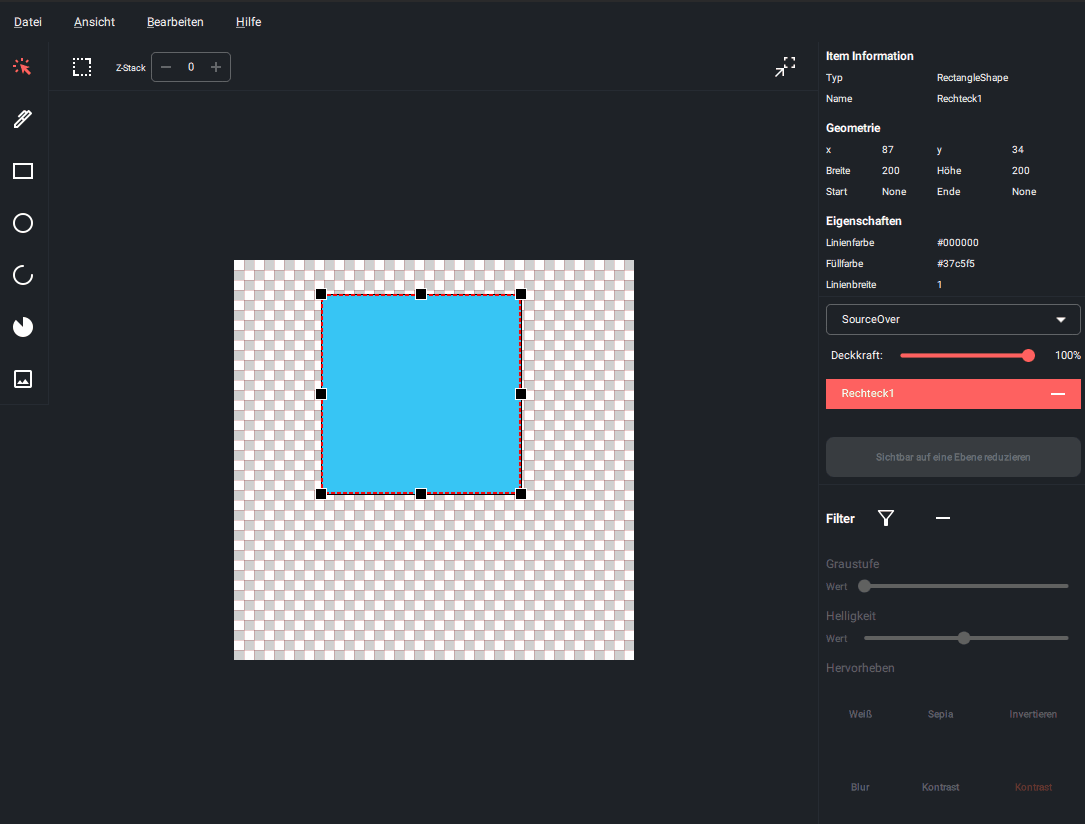 Datei Ansicht Bearbeiten Hilfe
Z-Stack 0
Item Information
Typ RectangleShape
Name Rechteck1
Geometrie
x 87 y 34
Breite 200 Höhe 200
Start None Ende None
Eigenschaften
Linienfarbe #000000
Füllfarbe #37c5f5
Linienbreite 1
SourceOver
Deckkraft: 100%
Rechteck1
Sichtbar auf eine Ebene reduzieren
Filter
Graustufe
Wert
Helligkeit
Wert
Hervorheben
Weiß Sepia Invertieren
Blur Kontrast Kontrast